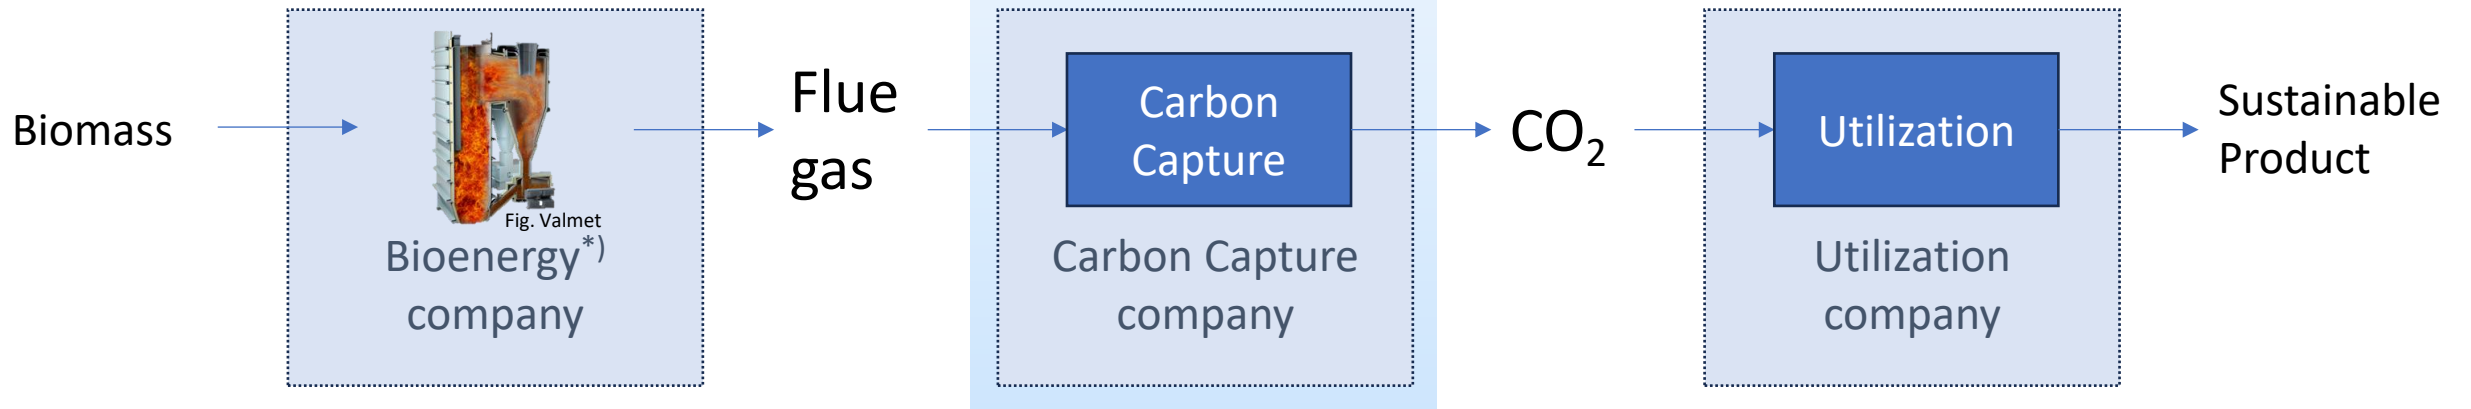 Biomass
Fig. Valmet
Bioenergy*)
company
Flue
gas
Carbon
Capture
Carbon Capture
company
CO₂
Utilization
Utilization
company
Sustainable
Product